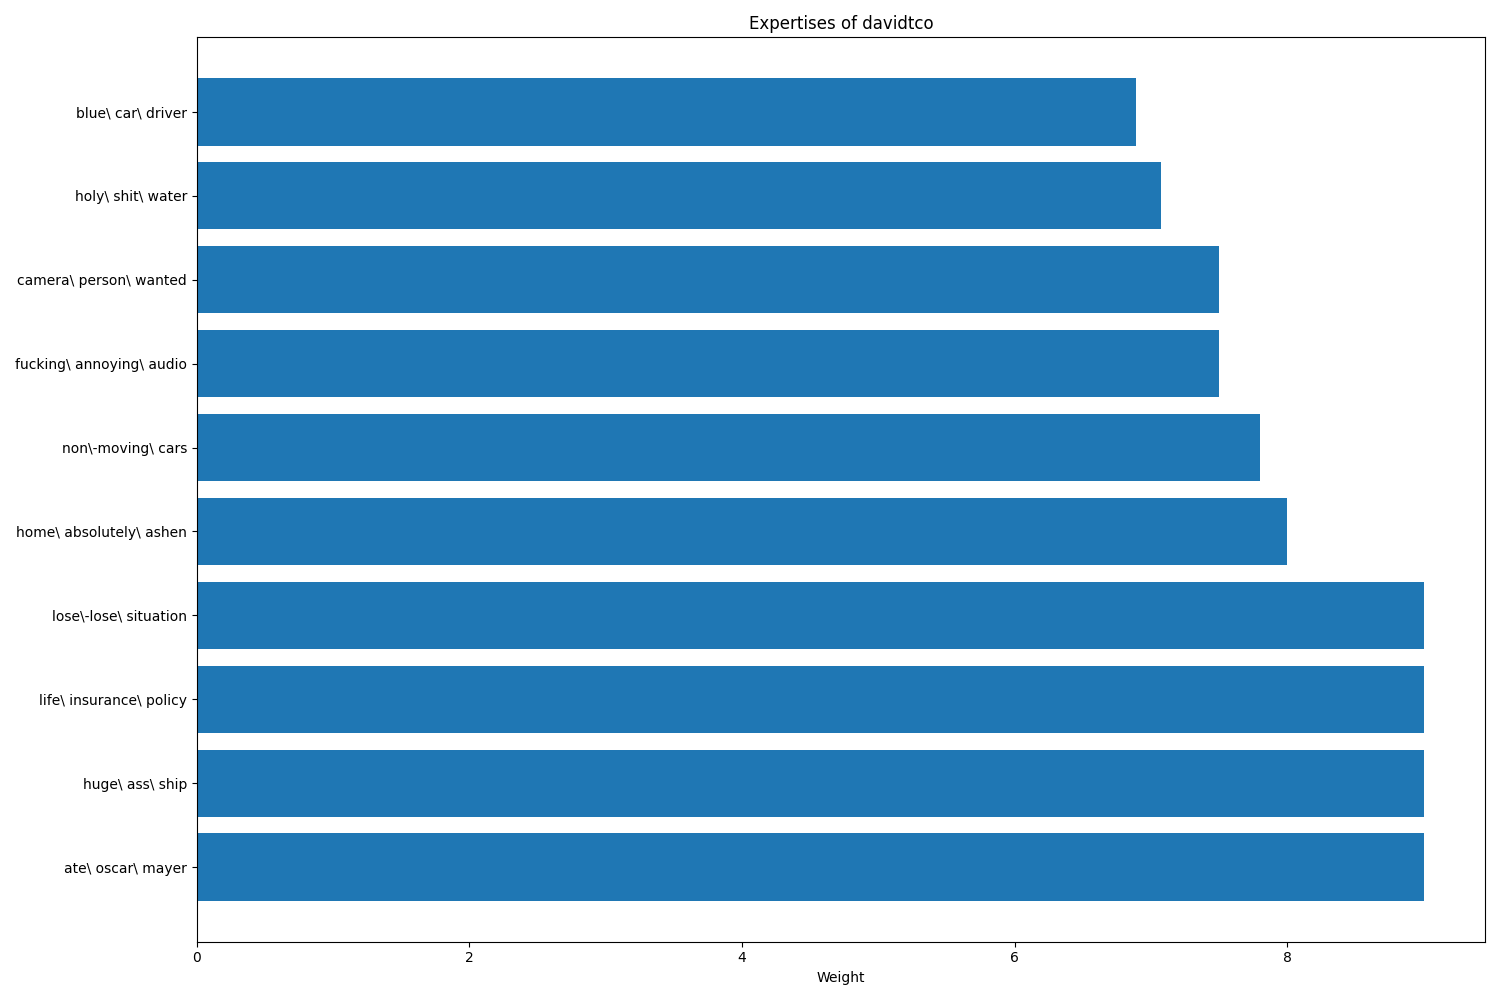 Expertises of davidtco
blue\ car\ driver
holy\ shit\ water
camera\ person\ wanted
fucking\ annoying\ audio
non\-moving\ cars
home\ absolutely\ ashen
lose\-lose\ situation
life\ insurance\ policy
huge\ ass\ ship
ate\ oscar\ mayer
0 2 4 6 8
Weight